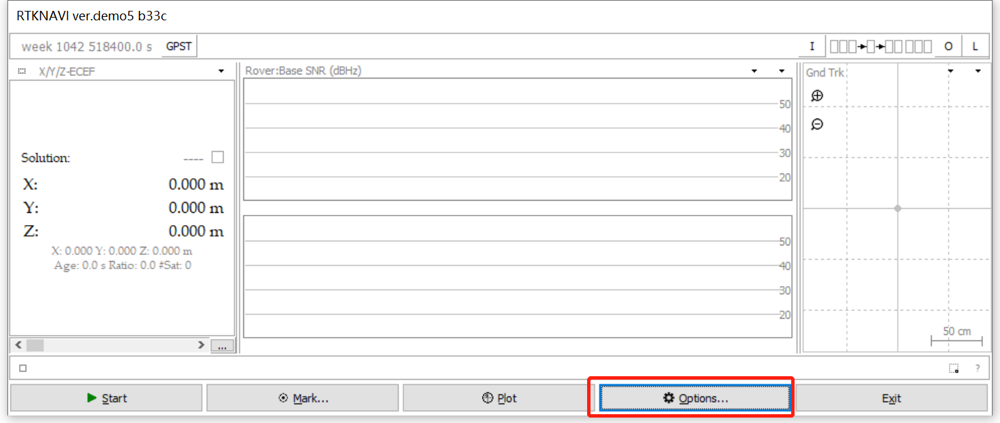 RTKNAVI ver.demo5 b33c
week 1042 518400.0 s GPST I O L
X/Y/Z-ECEF
Rover:Base SNR (dBHz)
Gnd Trk
50
40
30
20
Solution: ----
X: 0.000 m
Y: 0.000 m
Z: 0.000 m
X: 0.000 Y: 0.000 Z: 0.000 m
Age: 0.0 s Ratio: 0.0 #Sat: 0
50
40
30
20
50 cm
...
?
Start Mark... Plot Options... Exit